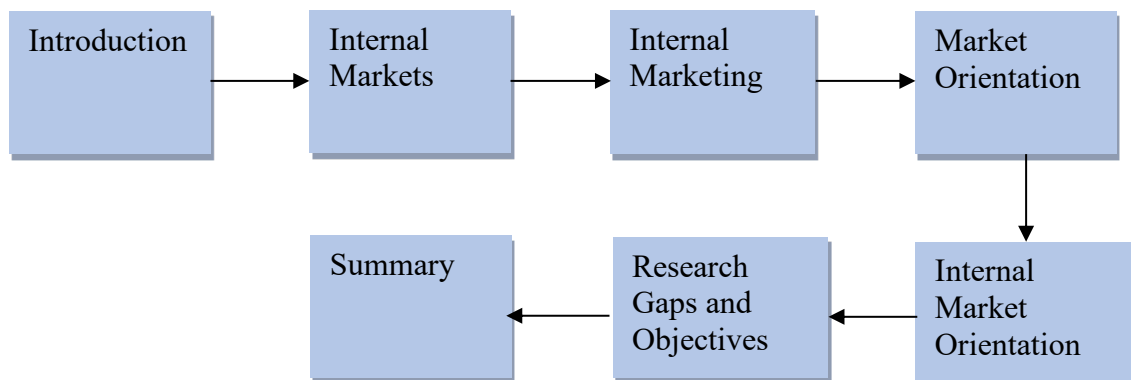 Introduction
Internal
Markets
Internal
Marketing
Market
Orientation
Internal
Market
Orientation
Research
Gaps and
Objectives
Summary